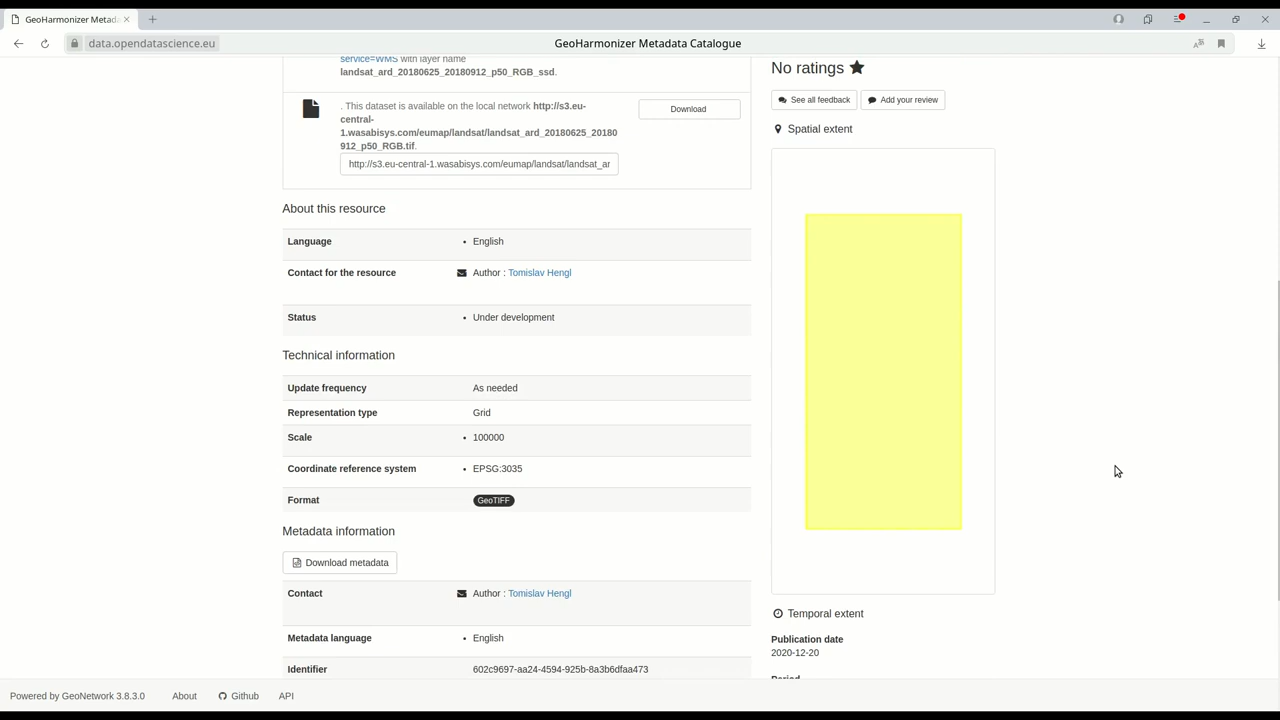 GeoHarmonizer Metada
data.opendatascience.eu
GeoHarmonizer Metadata Catalogue
service=WMS with layer name
landsat_ard_20180625_20180912_p50_RGB_ssd.
. This dataset is available on the local network http://s3.eu-
central-
1.wasabisys.com/eumap/landsat/landsat_ard_20180625_20180
912_p50_RGB.tif.
Download
http://s3.eu-central-1.wasabisys.com/eumap/landsat/landsat_ar
About this resource
Language
English
Contact for the resource
Author : Tomislav Hengl
Status
Under development
Technical information
Update frequency
As needed
Representation type
Grid
Scale
100000
Coordinate reference system
EPSG:3035
Format
GeoTIFF
Metadata information
Download metadata
Contact
Author : Tomislav Hengl
Metadata language
English
Identifier
602c9697-aa24-4594-925b-8a3b6dfaa473
No ratings
See all feedback
Add your review
Spatial extent
Temporal extent
Publication date
2020-12-20
Period
Powered by GeoNetwork 3.8.3.0
About
Github
API